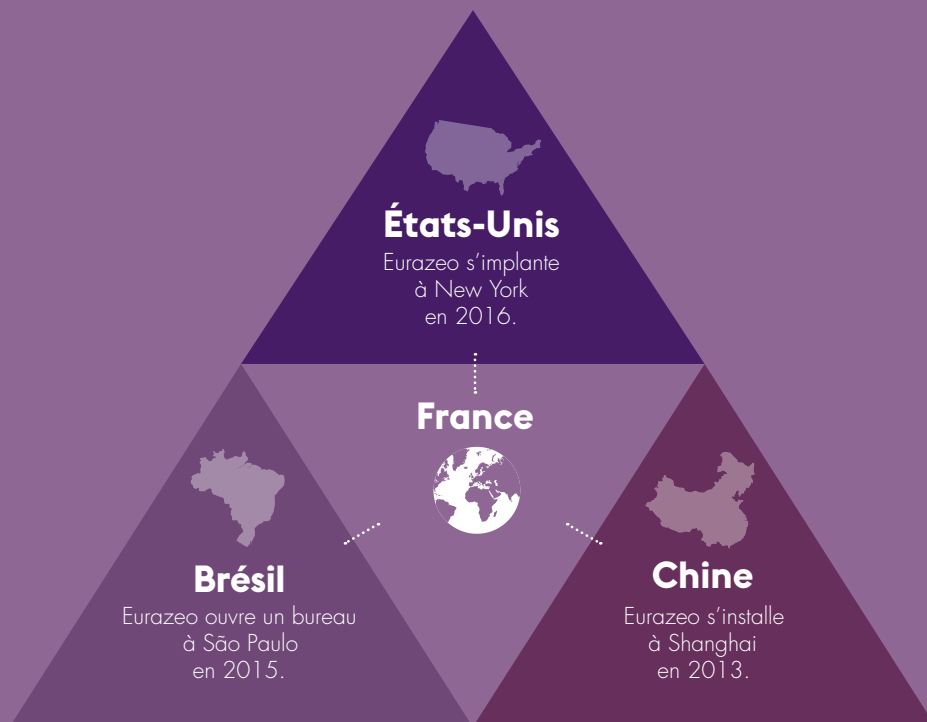 États-Unis
Eurazeo s’implante
à New York
en 2016.
France
Brésil
Eurazeo ouvre un bureau
à São Paulo
en 2015.
Chine
Eurazeo s’installe
à Shanghai
en 2013.